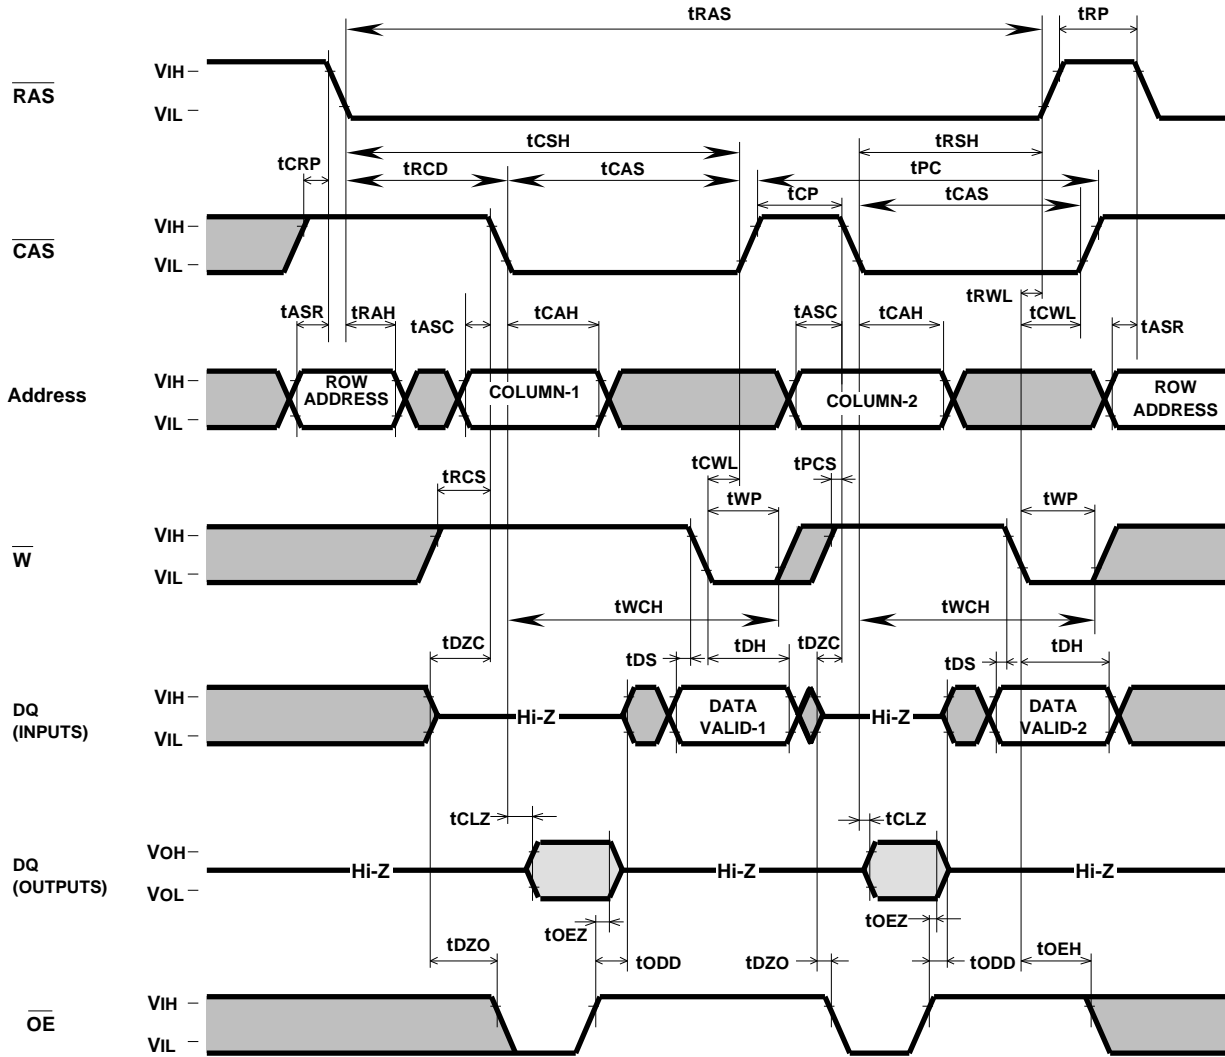 tRAS tRP
VIH
RAS
VIL
tCSH tRSH
tCRP tRCD tCAS tPC
tCP tCAS
VIH
CAS
VIL
tRWL
tASR tRAH tASC tCAH tASC tCAH tCWL tASR
VIH
Address
VIL
ROW ADDRESS
COLUMN-1
COLUMN-2
ROW ADDRESS
tCWL tPCS
tRCS tWP tWP
VIH
W
VIL
tWCH tWCH
tDZC tDS tDH tDZC tDS tDH
VIH
DQ
(INPUTS)
VIL
Hi-Z
DATA VALID-1
Hi-Z
DATA VALID-2
tCLZ tCLZ
VOH
DQ
(OUTPUTS)
VOL
Hi-Z Hi-Z Hi-Z
tOEZ tOEZ
tDZO tODD tDZO tODD tOEH
VIH
OE
VIL